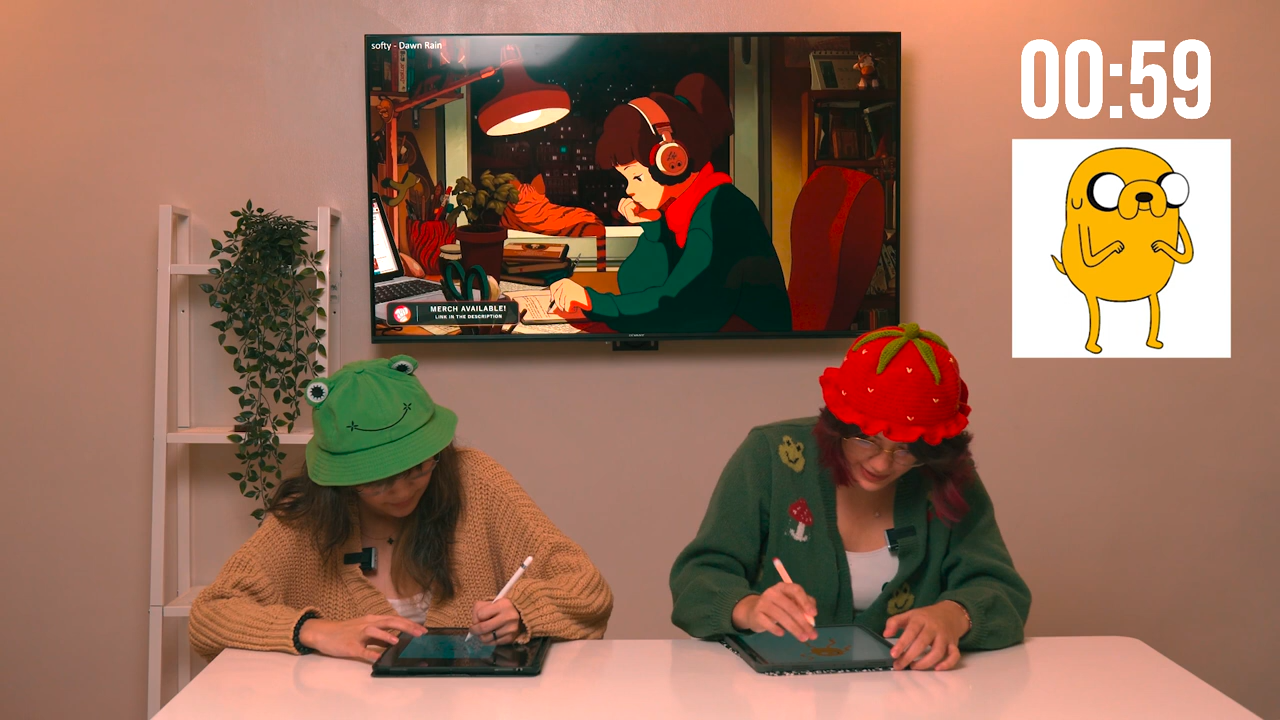 softy - Dawn Rain
00:59
MERCH AVAILABLE!
LINK IN THE DESCRIPTION